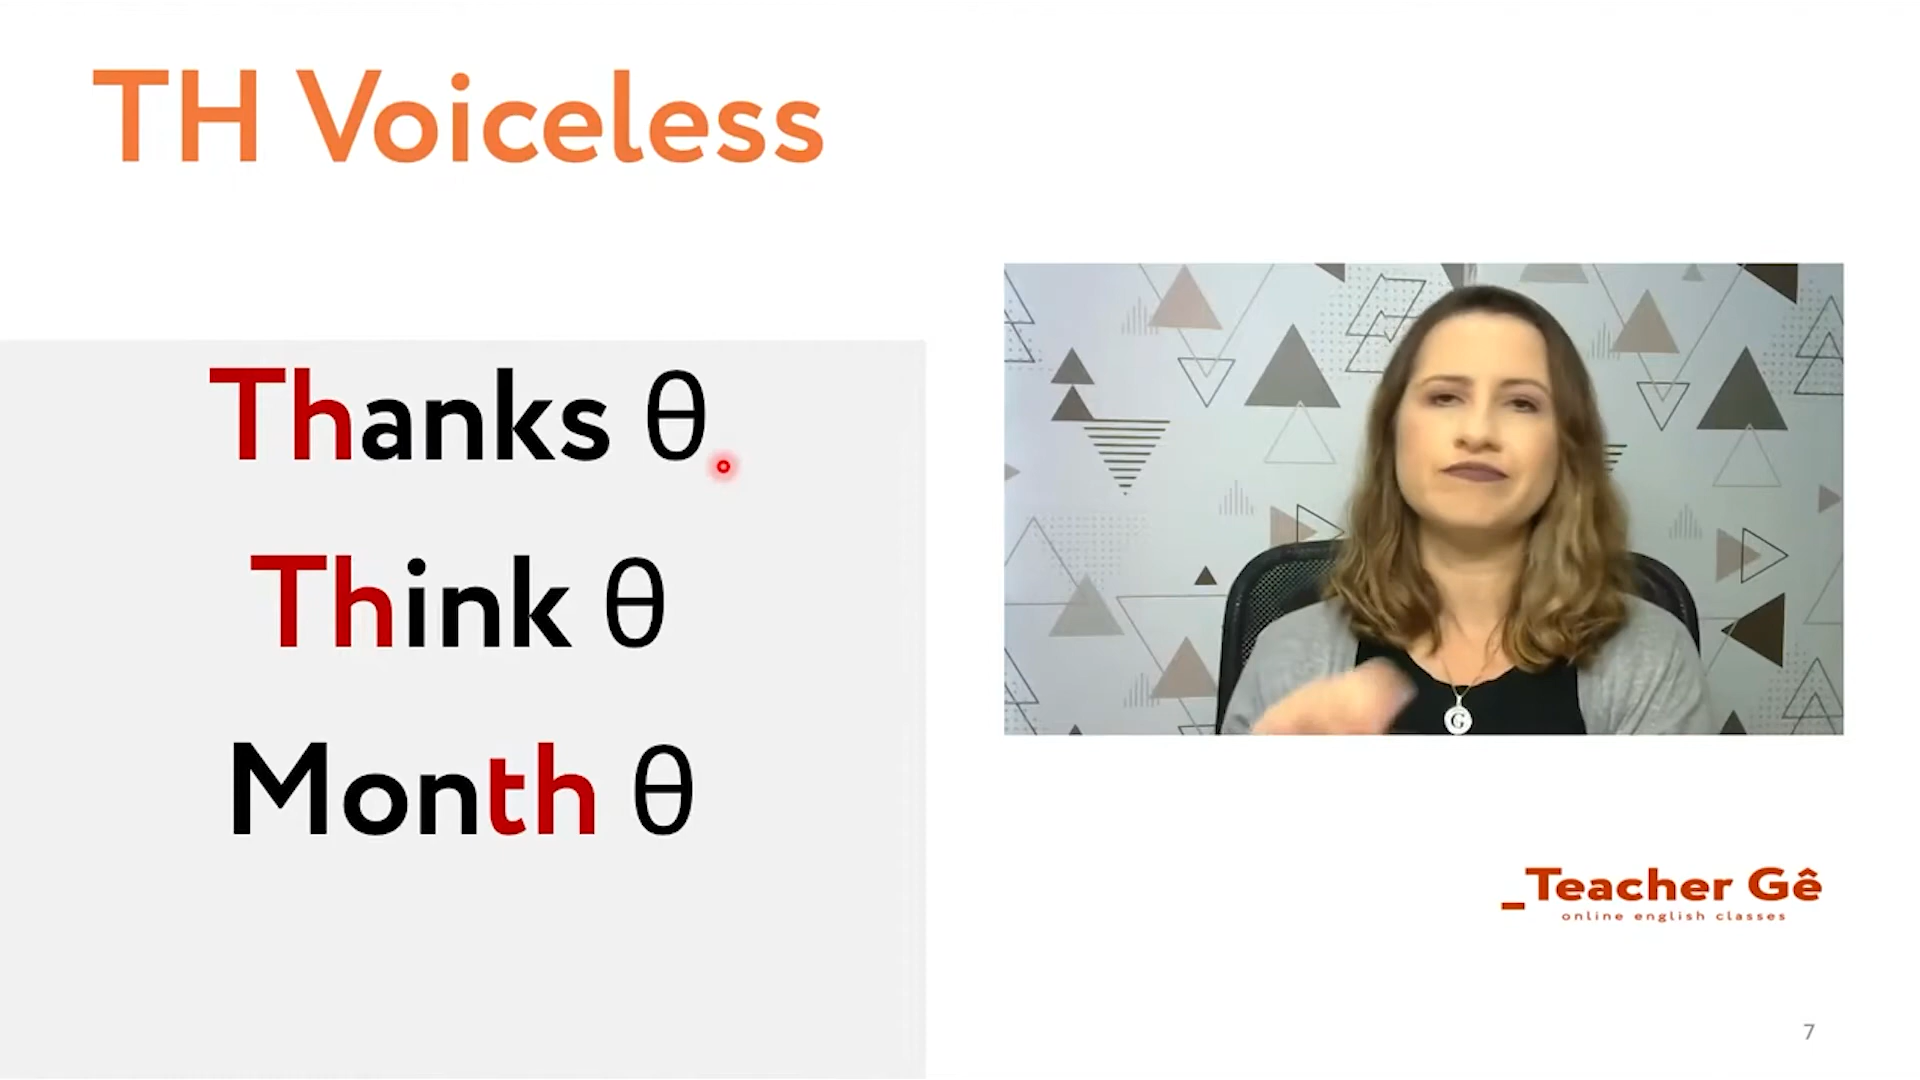 TH Voiceless
Thanks θ
Think θ
Month θ
G
_Teacher Gê
online english classes
7